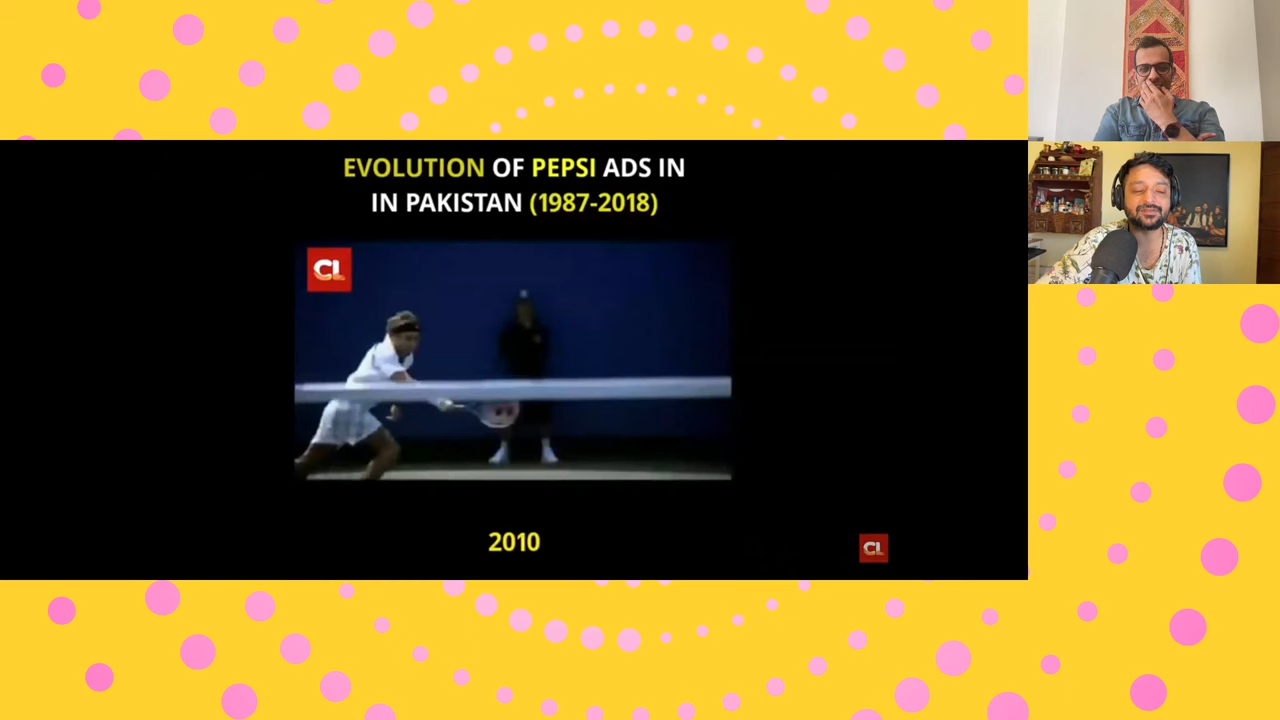 EVOLUTION OF PEPSI ADS IN
IN PAKISTAN (1987-2018)
CL
2010
CL